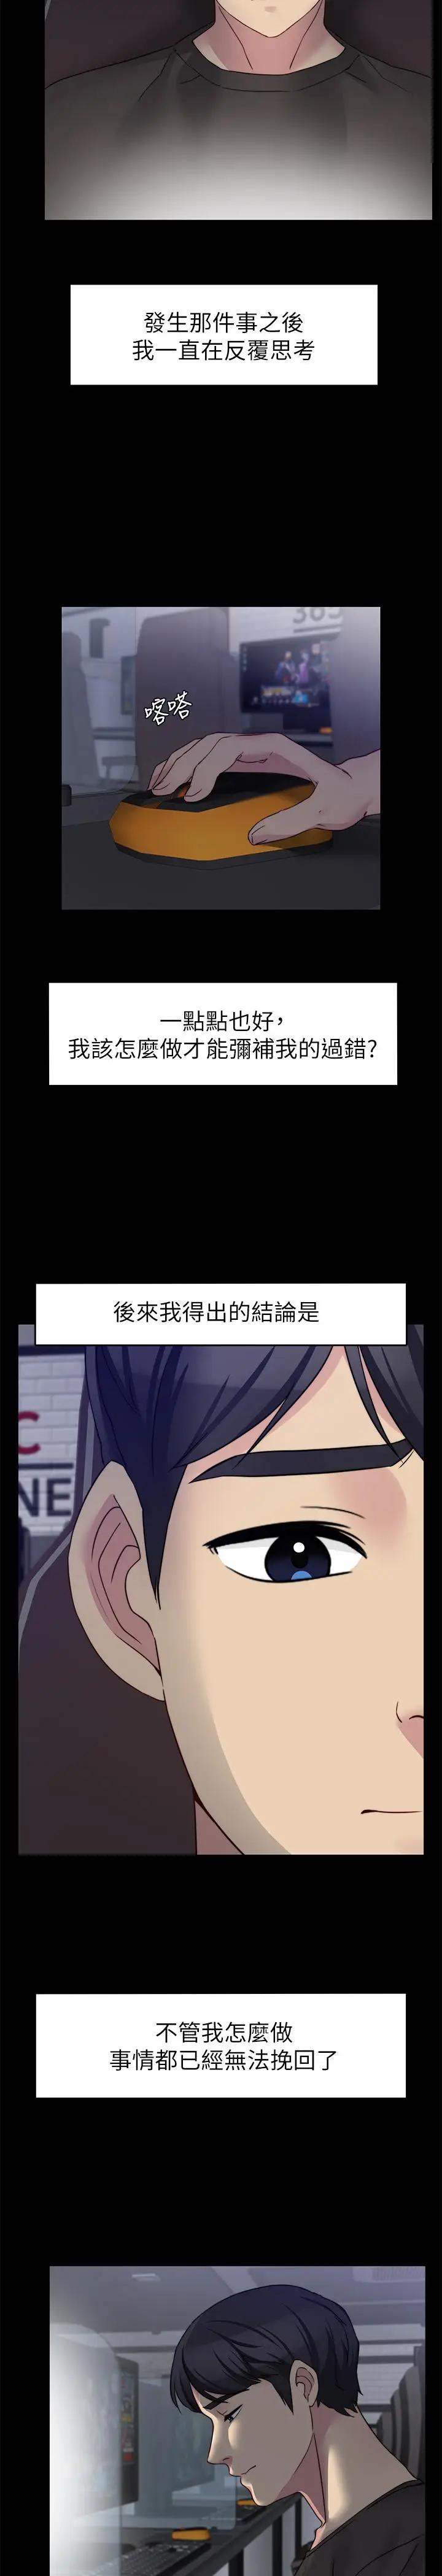 發生那件事之後
我一直在反覆思考
365
喀嗒
一點點也好，
我該怎麼做才能彌補我的過錯?
後來我得出的結論是
C
NE
不管我怎麼做
事情都已經無法挽回了